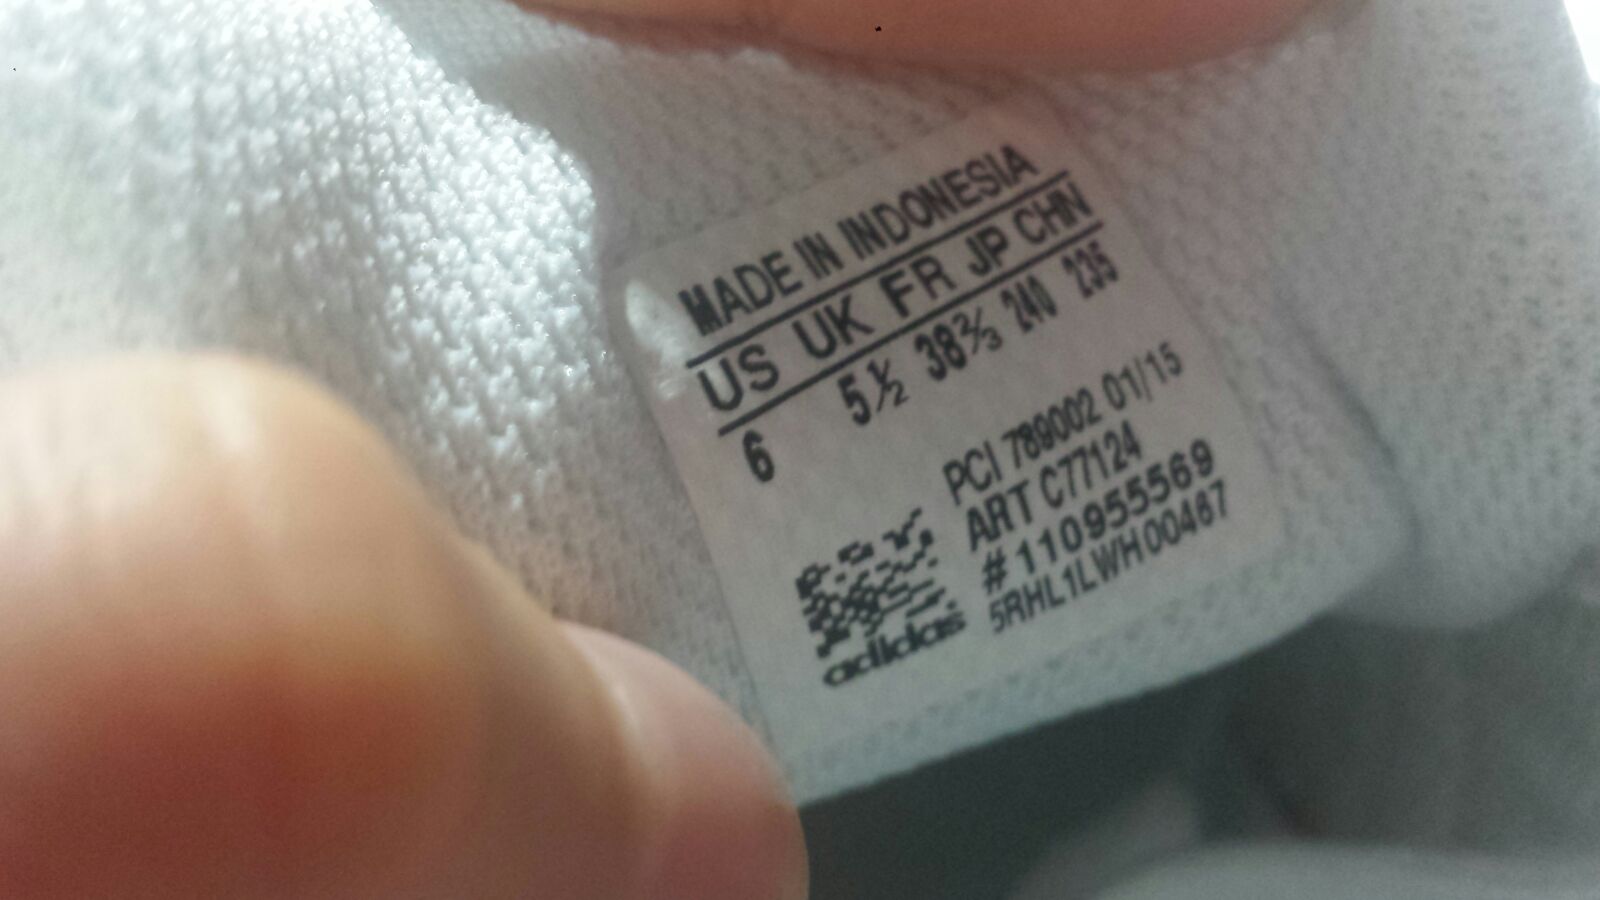 MADE IN INDONESIA
US UK FR JP CHN
6 5½ 38⅔ 240 235
PCI 789002 01/15
ART C77124
#110955569
5RHL1LWH00467
adidas